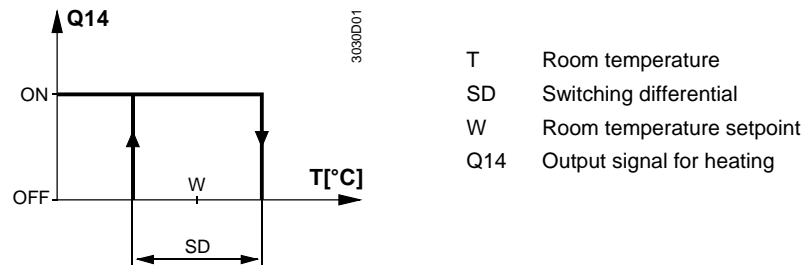 Q14
3030D01
ON
OFF
W
T[°C]
SD
T Room temperature
SD Switching differential
W Room temperature setpoint
Q14 Output signal for heating